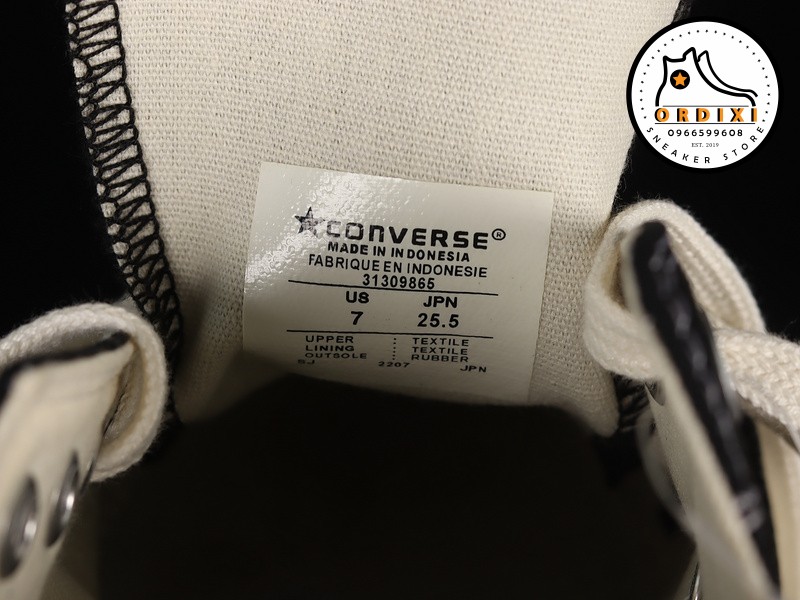 ORDIXI
0966599608
EST. 2019
SNEAKER STORE
CONVERSE®
MADE IN INDONESIA
FABRIQUE EN INDONESIE
31309865
US JPN
7 25.5
UPPER : TEXTILE
LINING : TEXTILE
OUTSOLE : RUBBER
SJ 2207 JPN